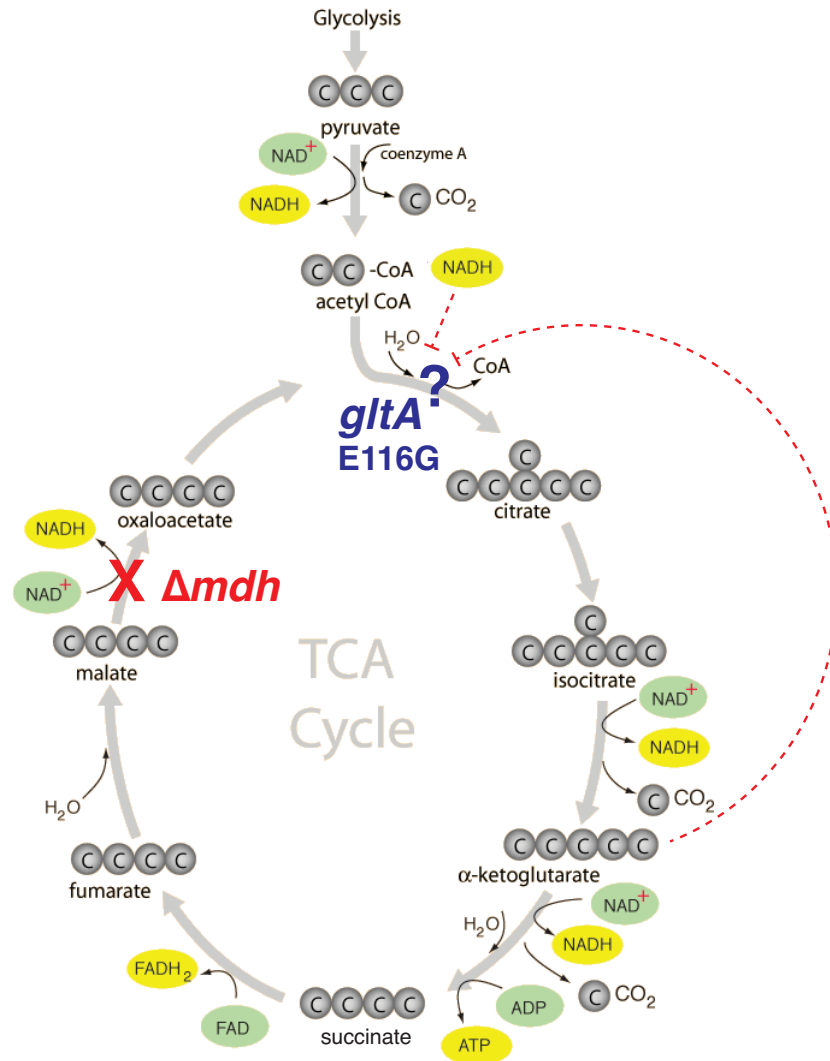 Glycolysis
C C C
pyruvate
NAD+
coenzyme A
NADH
C CO2
C C -CoA
NADH
acetyl CoA
H2O
CoA
?
gltA
E116G
C
C C C C C
citrate
C C C C
oxaloacetate
NADH
X Δmdh
NAD+
C C C C
malate
TCA
Cycle
C
C C C C C
isocitrate
NAD+
NADH
C CO2
H2O
C C C C C
α-ketoglutarate
C C C C
fumarate
NAD+
H2O
NADH
C CO2
FADH2
FAD
C C C C
succinate
ADP
ATP